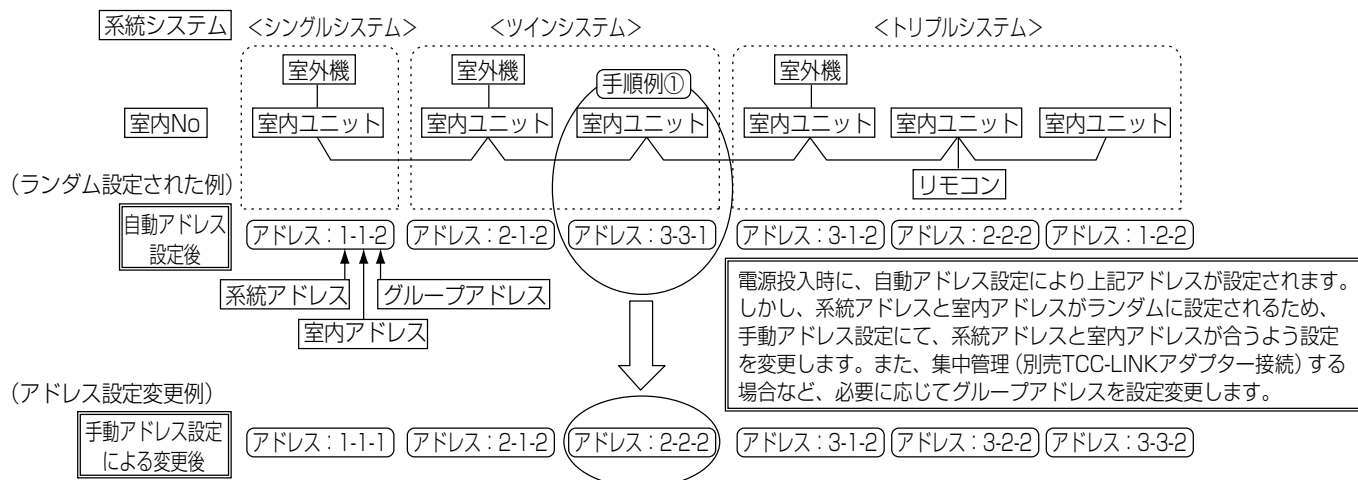 系統システム <シングルシステム> <ツインシステム> <トリプルシステム>
室外機 室外機 手順例① 室外機
室内No 室内ユニット 室内ユニット 室内ユニット 室内ユニット 室内ユニット 室内ユニット
リモコン
(ランダム設定された例)
自動アドレス
設定後
アドレス:1-1-2 アドレス:2-1-2 アドレス:3-3-1 アドレス:3-1-2 アドレス:2-2-2 アドレス:1-2-2
系統アドレス グループアドレス
室内アドレス
電源投入時に、自動アドレス設定により上記アドレスが設定されます。
しかし、系統アドレスと室内アドレスがランダムに設定されるため、
手動アドレス設定にて、系統アドレスと室内アドレスが合うよう設定
を変更します。また、集中管理(別売TCC-LINKアダプター接続)する
場合など、必要に応じてグループアドレスを設定変更します。
(アドレス設定変更例)
手動アドレス設定
による変更後
アドレス:1-1-1 アドレス:2-1-2 アドレス:2-2-2 アドレス:3-1-2 アドレス:3-2-2 アドレス:3-3-2